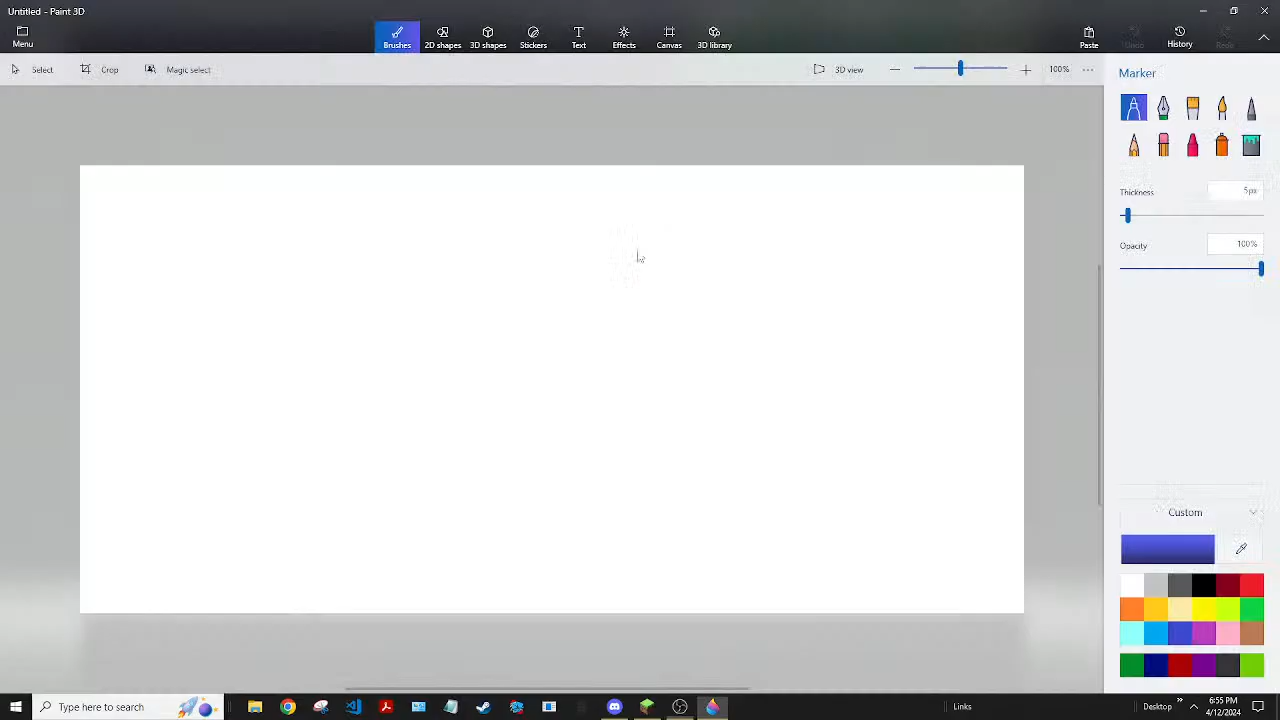 Untitled - Paint 3D
Menu
Brushes
2D shapes
3D shapes
Stickers
Text
Effects
Canvas
3D library
Paste
Undo
History
Redo
Select
Crop
Magic select
3D view
100%
Marker
Thickness
5px
Opacity
100%
Custom
Type here to search
Links
Desktop
6:55 PM
4/12/2024